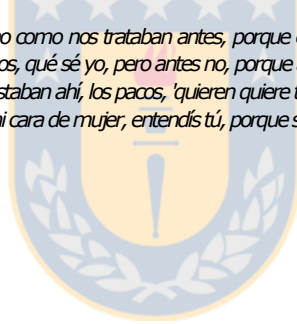 o como nos trataban antes, porque
os, qué sé yo, pero antes no, porque
staban ahí, los pacos, 'quieren quiere
i cara de mujer, entendís tú, porque